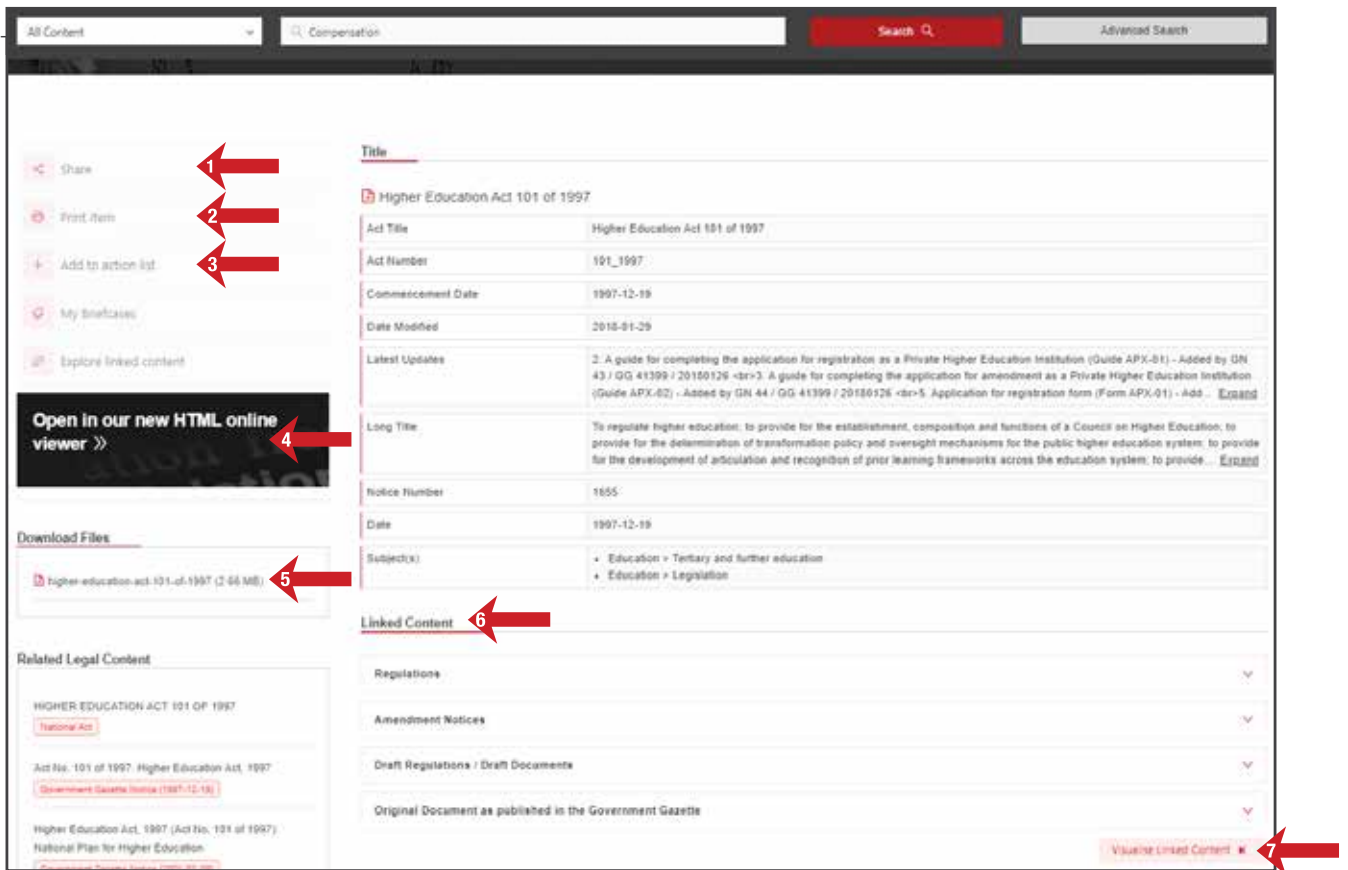 All Content
Compensation
Search
Advanced Search
Share
1
Print item
2
Add to action list
3
My Briefcases
Explore linked content
Open in our new HTML online
viewer »
4
Download Files
higher-education-act-101-of-1997 (2.66 MB)
5
Related Legal Content
HIGHER EDUCATION ACT 101 OF 1997
National Act
Act No. 101 of 1997. Higher Education Act, 1997
Government Gazette Notice (1997-12-19)
Higher Education Act, 1997 (Act No. 101 of 1997):
National Plan for Higher Education
Title
Higher Education Act 101 of 1997
Act Title Higher Education Act 101 of 1997
Act Number 101_1997
Commencement Date 1997-12-19
Date Modified 2018-01-29
Latest Updates 2. A guide for completing the application for registration as a Private Higher Education Institution (Guide APX-01) - Added by GN
43 / GG 41399 / 20180126 <br>3. A guide for completing the application for amendment as a Private Higher Education Institution
(Guide APX-02) - Added by GN 44 / GG 41399 / 20180126 <br>5. Application for registration form (Form APX-01) - Add... Expand
Long Title To regulate higher education; to provide for the establishment, composition and functions of a Council on Higher Education; to
provide for the determination of transformation policy and oversight mechanisms for the public higher education system; to provide
for the development of articulation and recognition of prior learning frameworks across the education system; to provide... Expand
Notice Number 1655
Date 1997-12-19
Subject(s) • Education > Tertiary and further education
• Education > Legislation
Linked Content
6
Regulations
Amendment Notices
Draft Regulations / Draft Documents
Original Document as published in the Government Gazette
Visualise Linked Content
7